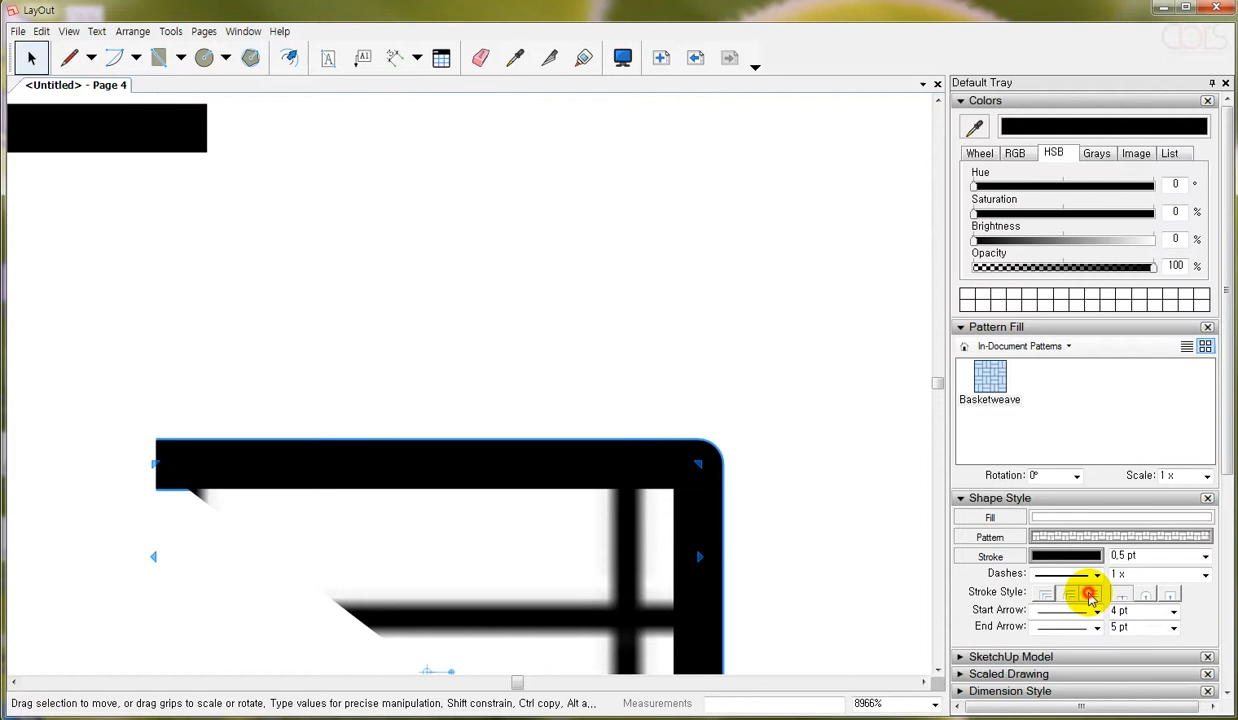 LayOut
File Edit View Text Arrange Tools Pages Window Help
<Untitled> - Page 4
Default Tray
Colors
Wheel RGB HSB Grays Image List
Hue
0 °
Saturation
0 %
Brightness
0 %
Opacity
100 %
Pattern Fill
In-Document Patterns
Basketweave
Rotation: 0° Scale: 1 x
Shape Style
Fill
Pattern
Stroke 0,5 pt
Dashes: 1 x
Stroke Style:
Start Arrow: 4 pt
End Arrow: 5 pt
SketchUp Model
Scaled Drawing
Dimension Style
Drag selection to move, or drag grips to scale or rotate, Type values for precise manipulation, Shift constrain, Ctrl copy, Alt a... Measurements 8966%